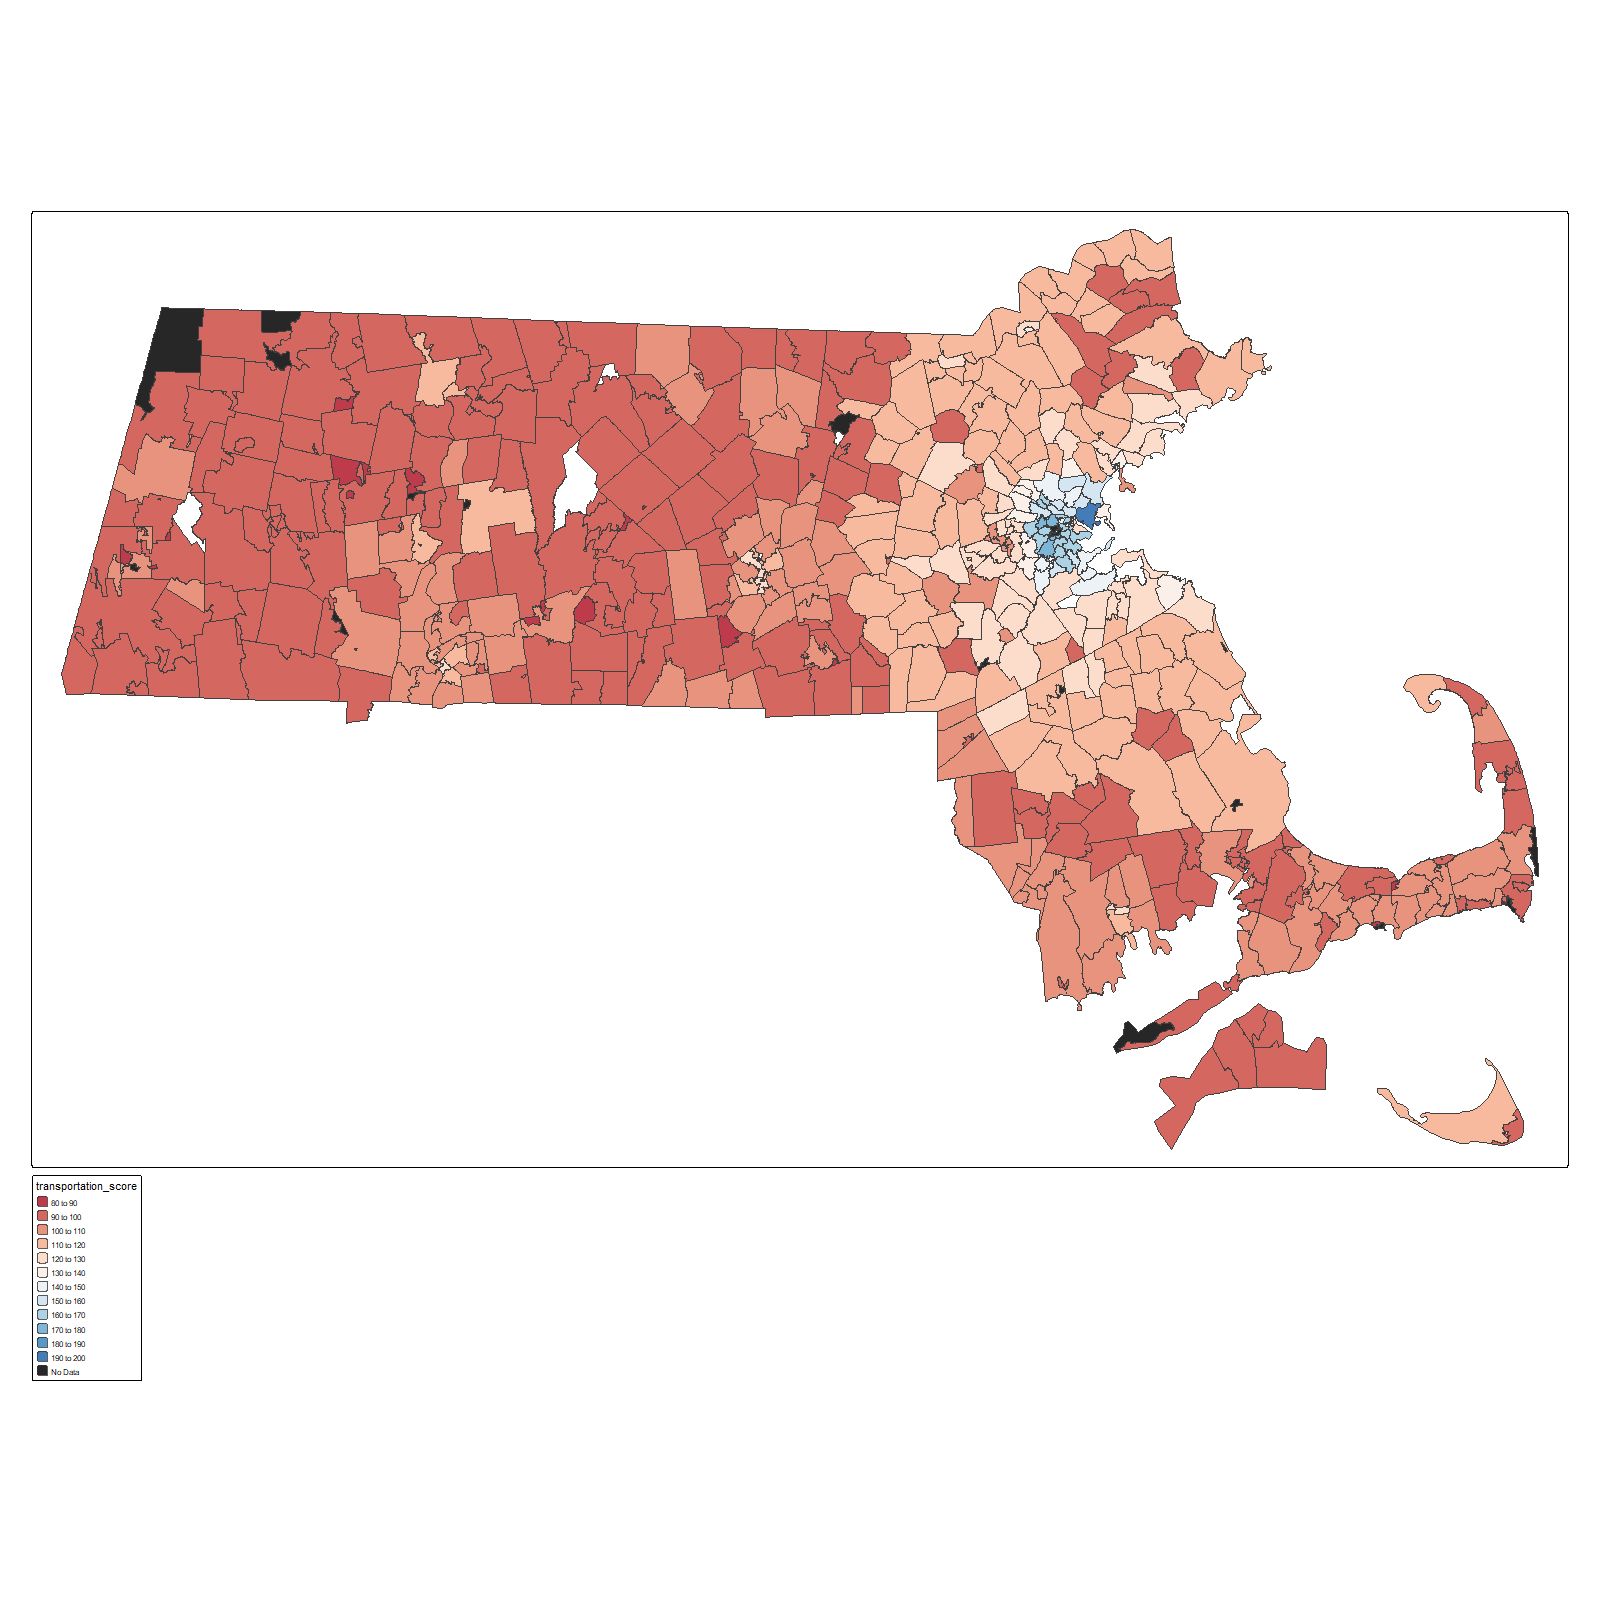 transportation_score
80 to 90
90 to 100
100 to 110
110 to 120
120 to 130
130 to 140
140 to 150
150 to 160
160 to 170
170 to 180
180 to 190
190 to 200
No Data